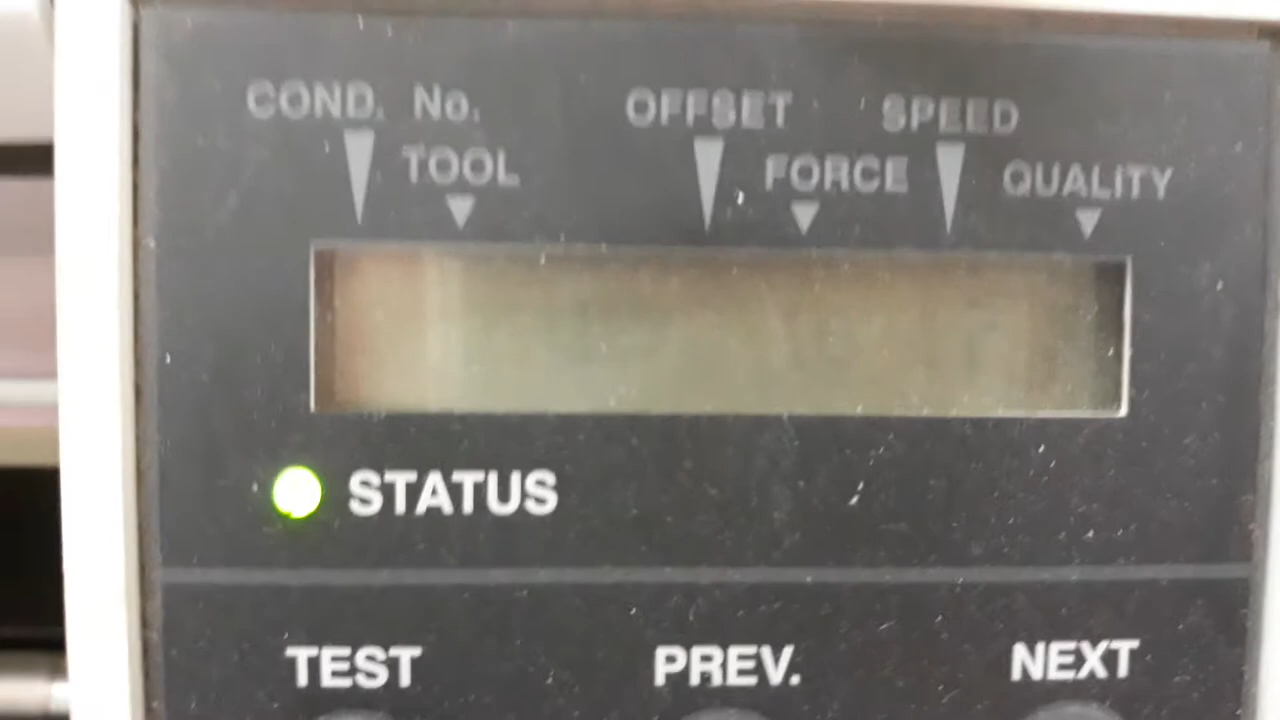 COND. No. OFFSET SPEED
TOOL FORCE QUALITY
STATUS
TEST PREV. NEXT